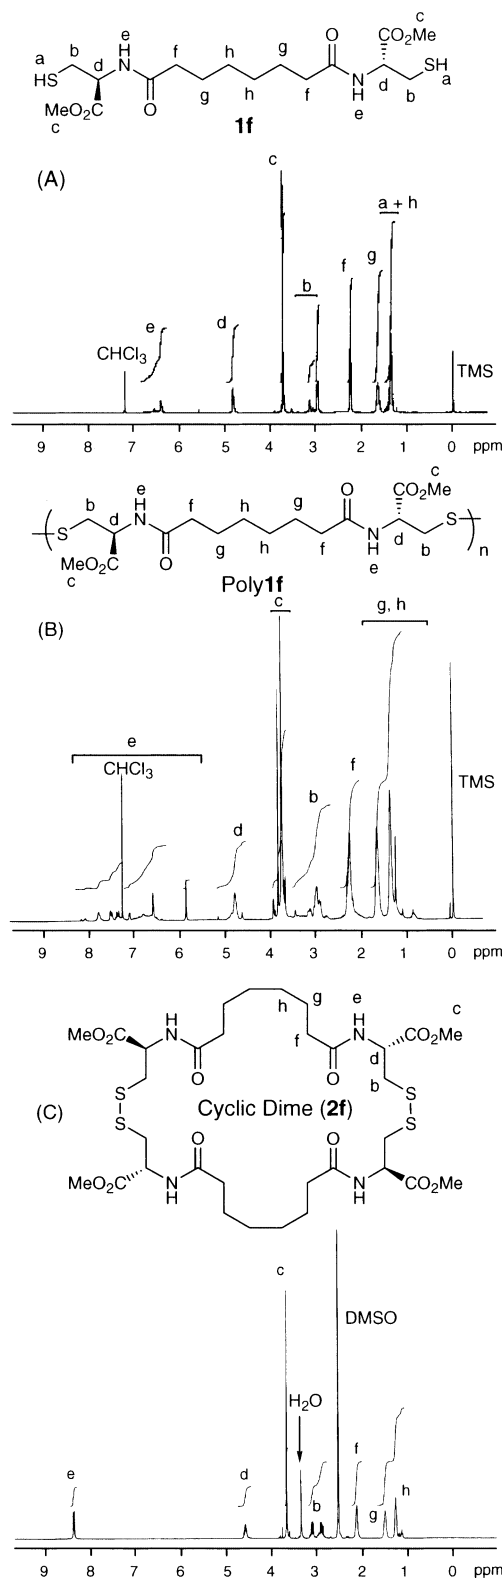 c
e
CO₂Me
b
H
g
O
a
d
N
f
h
SH
HS
N
d
a
MeO₂C
O
g
h
f
H
b
c
e
1f
(A)
c
a + h
g
f
b
d
e
CHCl₃
TMS
9 8 7 6 5 4 3 2 1 0 ppm
c
e
O
CO₂Me
b
H
f
h
g
S
d
N
N
S
n
MeO₂C
O
g
h
f
H
d
b
c
e
Poly1f
(B)
c
g, h
e
CHCl₃
TMS
f
b
d
9 8 7 6 5 4 3 2 1 0 ppm
h
g
e
c
MeO₂C
H
N
f
H
N
CO₂Me
O
O
d
b
S
S
(C)
S
Cyclic Dime (2f)
S
O
O
MeO₂C
N
H
N
H
CO₂Me
c
DMSO
H₂O
e
d
f
b
g
h
9 8 7 6 5 4 3 2 1 0 ppm